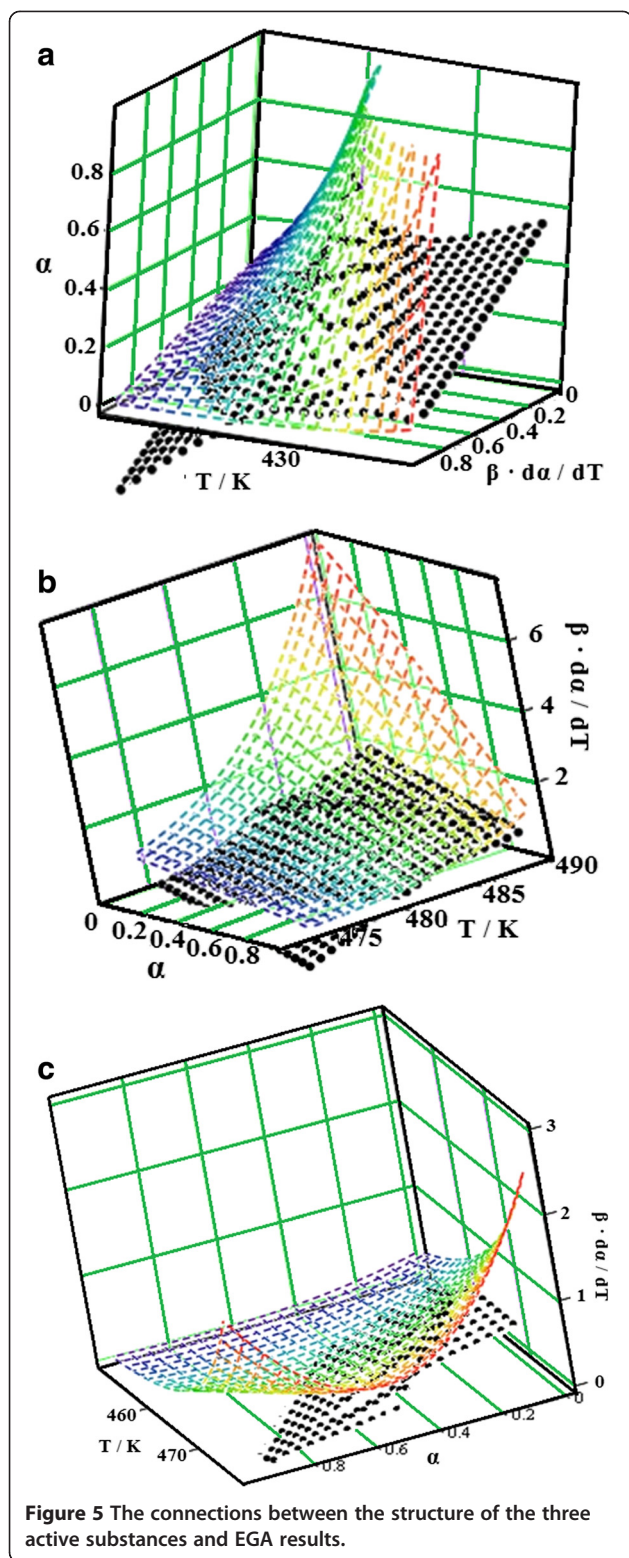 a
0.8
0.6
α
0.4
0.2
0
430
T / K
0
0.2
0.4
0.6
0.8
β · dα / dT
b
6
4
2
β · dα / dT
490
485
480
475
T / K
0 0.2 0.4 0.6 0.8
α
c
3
2
1
0
β · dα / dT
460
T / K
470
0.8
0.6
0.4
0.2
0
α
Figure 5 The connections between the structure of the three
active substances and EGA results.